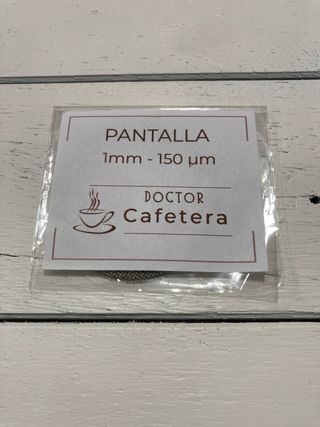 PANTALLA
1mm - 150 μm
DOCTOR
Cafetera